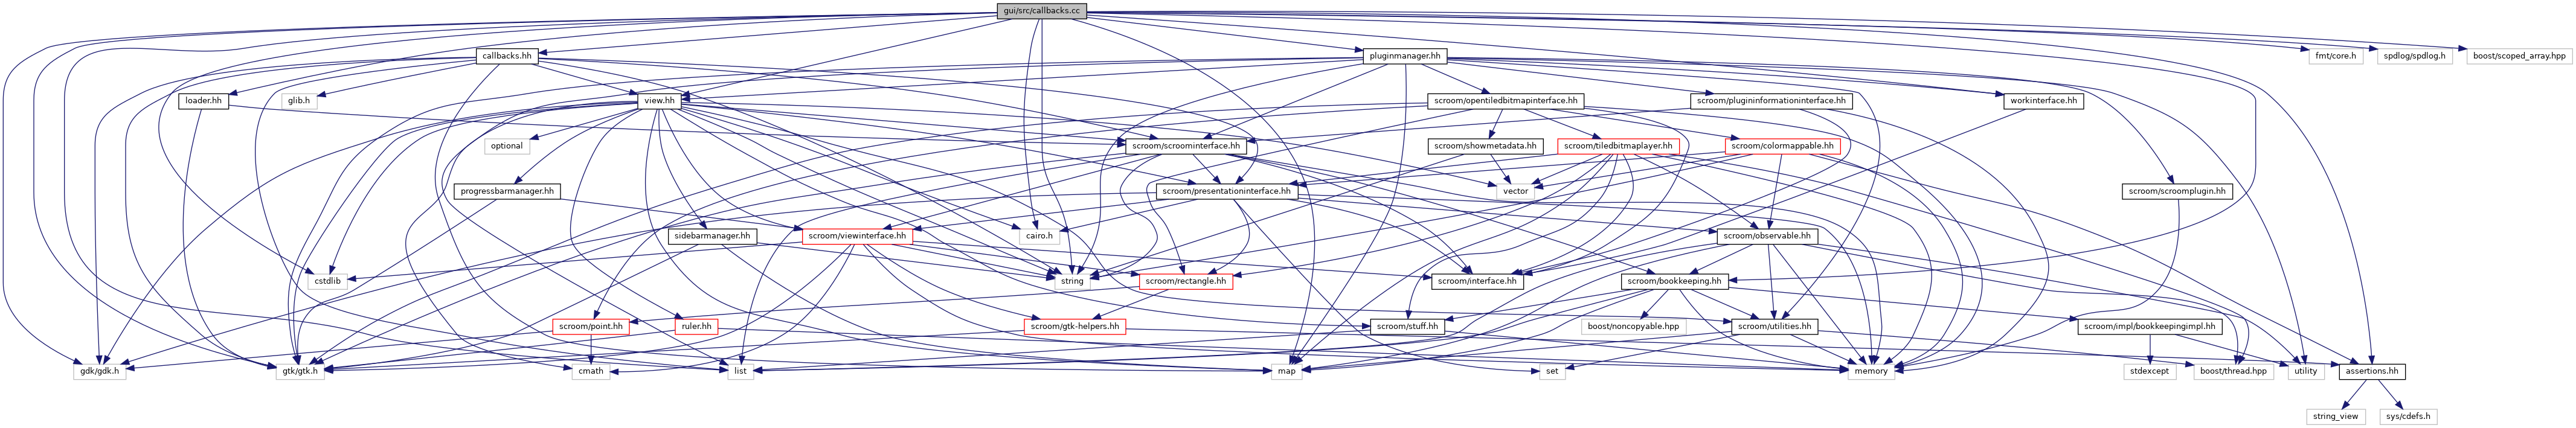 gui/src/callbacks.cc
callbacks.hh
pluginmanager.hh
fmt/core.h
spdlog/spdlog.h
boost/scoped_array.hpp
loader.hh
glib.h
view.hh
scroom/opentiledbitmapinterface.hh
scroom/plugininformationinterface.hh
workinterface.hh
optional
scroom/scroominterface.hh
scroom/showmetadata.hh
scroom/tiledbitmaplayer.hh
scroom/colormappable.hh
progressbarmanager.hh
scroom/presentationinterface.hh
vector
scroom/scroomplugin.hh
sidebarmanager.hh
scroom/viewinterface.hh
cairo.h
scroom/observable.hh
cstdlib
string
scroom/rectangle.hh
scroom/interface.hh
scroom/bookkeeping.hh
scroom/point.hh
ruler.hh
scroom/gtk-helpers.hh
scroom/stuff.hh
boost/noncopyable.hpp
scroom/utilities.hh
scroom/impl/bookkeepingimpl.hh
gdk/gdk.h
gtk/gtk.h
cmath
list
map
set
memory
stdexcept
boost/thread.hpp
utility
assertions.hh
string_view
sys/cdefs.h